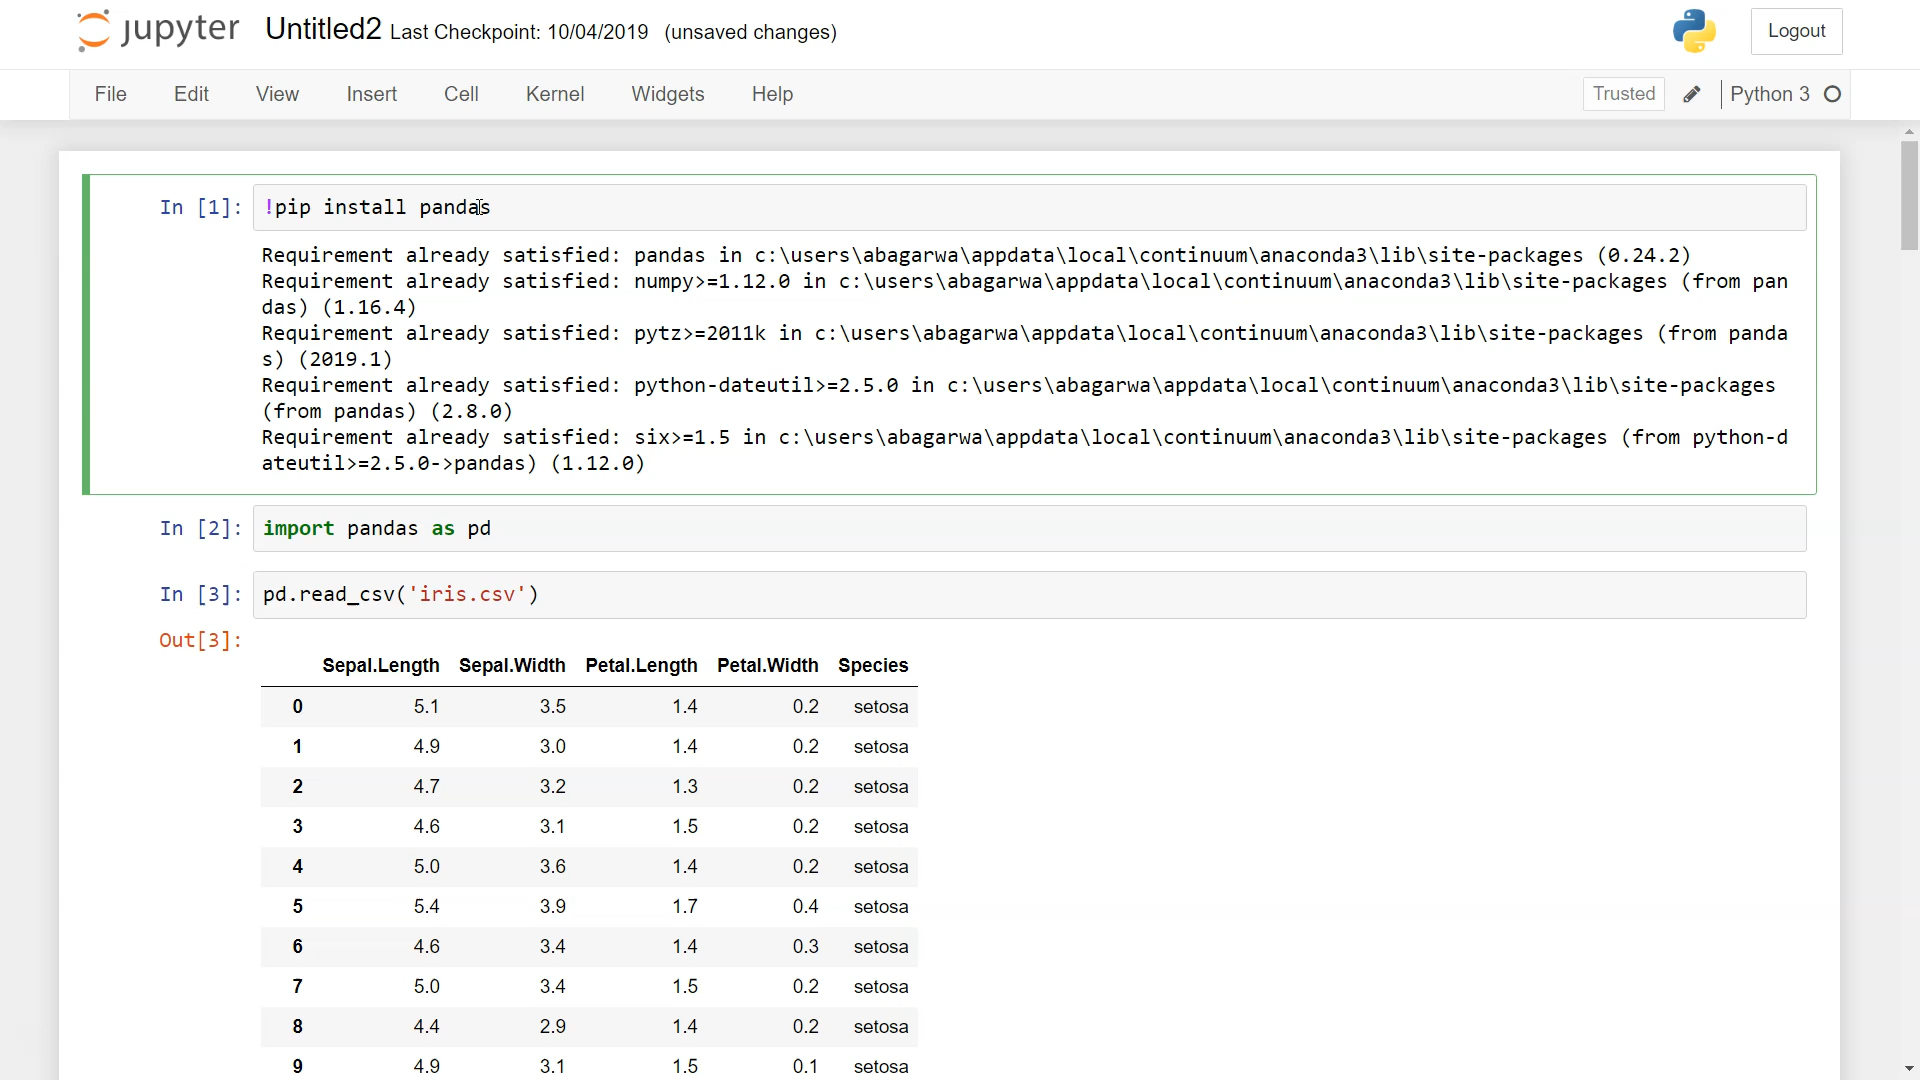 jupyter Untitled2 Last Checkpoint: 10/04/2019 (unsaved changes) Logout
File Edit View Insert Cell Kernel Widgets Help Trusted Python 3
In [1]: !pip install pandas
Requirement already satisfied: pandas in c:\users\abagarwa\appdata\local\continuum\anaconda3\lib\site-packages (0.24.2)
Requirement already satisfied: numpy>=1.12.0 in c:\users\abagarwa\appdata\local\continuum\anaconda3\lib\site-packages (from pan
das) (1.16.4)
Requirement already satisfied: pytz>=2011k in c:\users\abagarwa\appdata\local\continuum\anaconda3\lib\site-packages (from panda
s) (2019.1)
Requirement already satisfied: python-dateutil>=2.5.0 in c:\users\abagarwa\appdata\local\continuum\anaconda3\lib\site-packages
(from pandas) (2.8.0)
Requirement already satisfied: six>=1.5 in c:\users\abagarwa\appdata\local\continuum\anaconda3\lib\site-packages (from python-d
ateutil>=2.5.0->pandas) (1.12.0)
In [2]: import pandas as pd
In [3]: pd.read_csv('iris.csv')
Out[3]:
Sepal.Length Sepal.Width Petal.Length Petal.Width Species
0 5.1 3.5 1.4 0.2 setosa
1 4.9 3.0 1.4 0.2 setosa
2 4.7 3.2 1.3 0.2 setosa
3 4.6 3.1 1.5 0.2 setosa
4 5.0 3.6 1.4 0.2 setosa
5 5.4 3.9 1.7 0.4 setosa
6 4.6 3.4 1.4 0.3 setosa
7 5.0 3.4 1.5 0.2 setosa
8 4.4 2.9 1.4 0.2 setosa
9 4.9 3.1 1.5 0.1 setosa